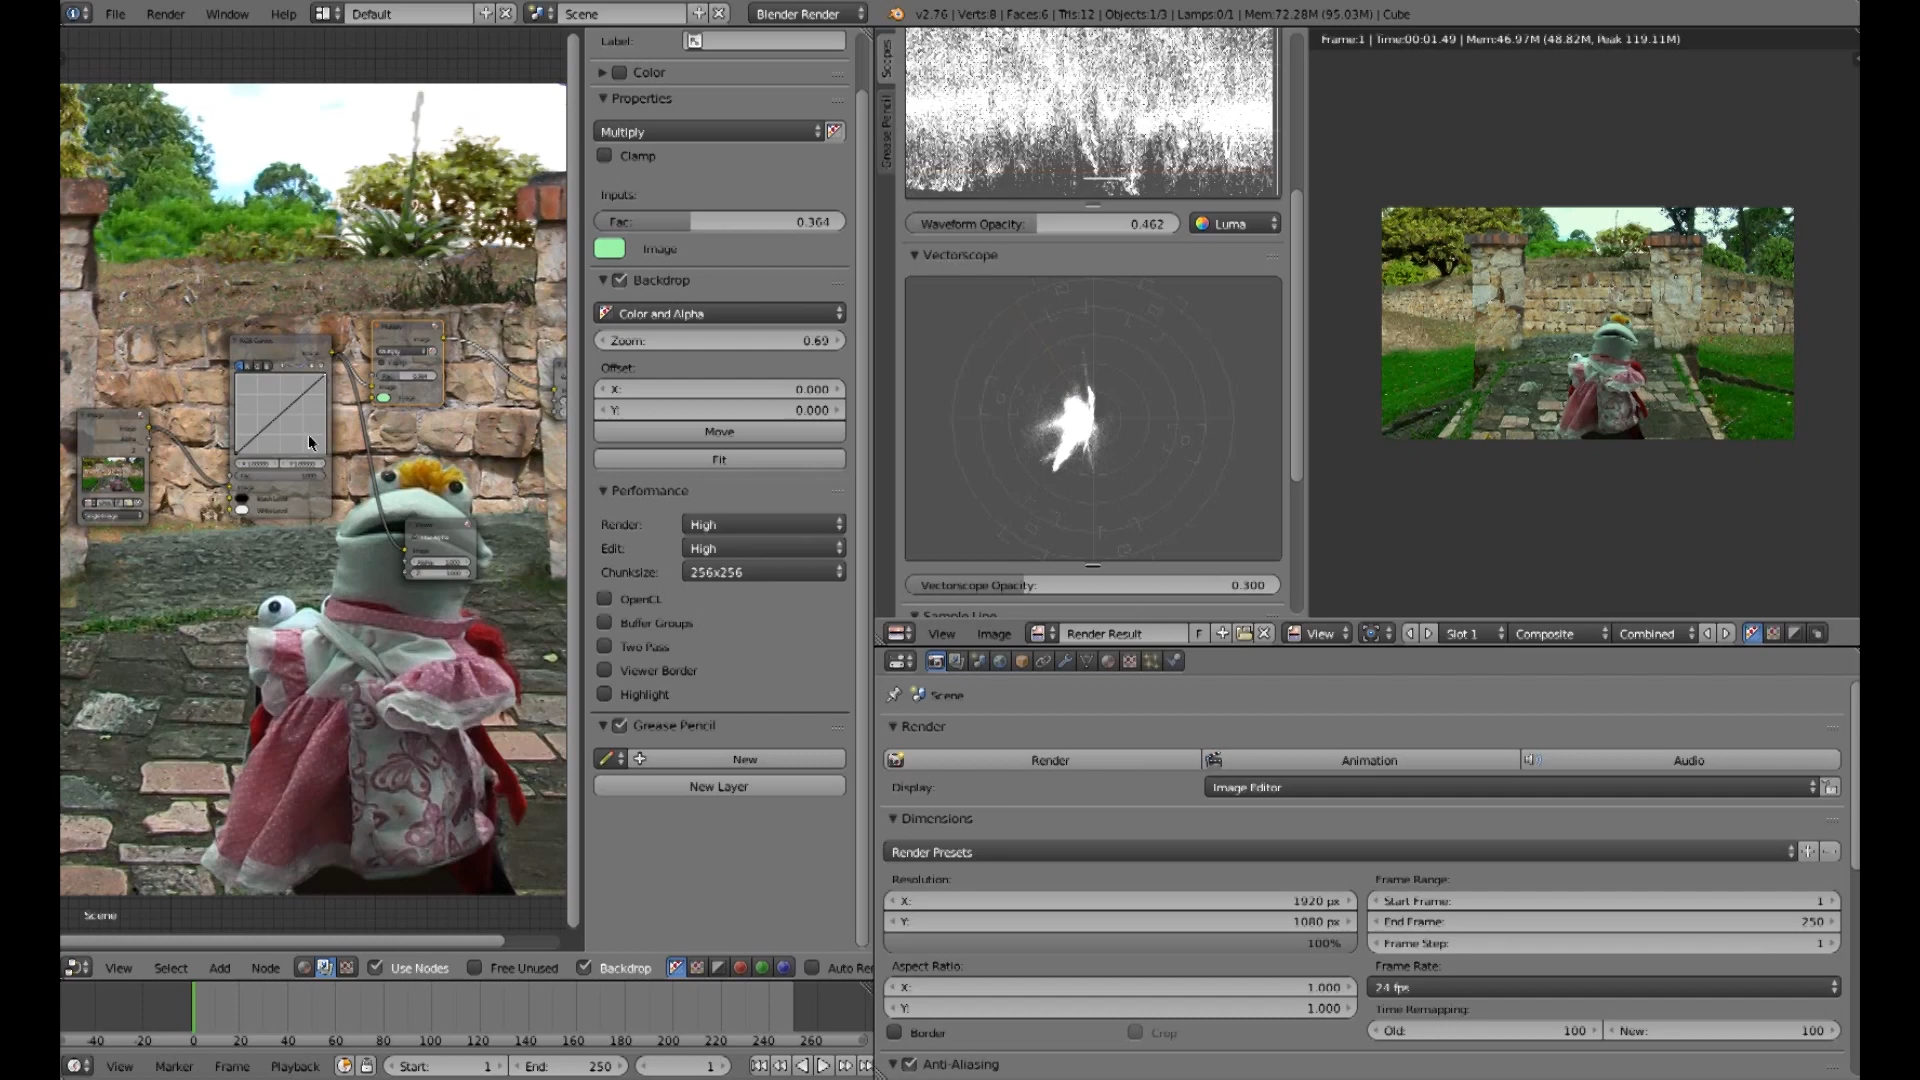 File Render Window Help Default Scene Blender Render v2.76 | Verts:8 | Faces:6 | Tris:12 | Objects:1/3 | Lamps:0/1 | Mem:72.28M (95.03M) | Cube
Frame:1 | Time:00:01.49 | Mem:46.97M (48.82M, Peak 119.11M)
Label:
Color
Properties
Multiply
Clamp
Inputs:
Fac: 0.364
Image
Backdrop
Color and Alpha
Zoom: 0.69
Offset:
X: 0.000
Y: 0.000
Move
Fit
Performance
Render: High
Edit: High
Chunksize: 256x256
OpenCL
Buffer Groups
Two Pass
Viewer Border
Highlight
Grease Pencil
New
New Layer
Scopes
Grease Pencil
Waveform Opacity: 0.462 Luma
Vectorscope
Vectorscope Opacity: 0.300
Sample Line
View Image Render Result F View Slot 1 Composite Combined
Scene
Render
Render Animation Audio
Display: Image Editor
Dimensions
Render Presets
Resolution: Frame Range:
X: 1920 px Start Frame: 1
Y: 1080 px End Frame: 250
100% Frame Step: 1
Aspect Ratio: Frame Rate:
X: 1.000 24 fps
Y: 1.000 Time Remapping:
Border Crop Old: 100 New: 100
Anti-Aliasing
Scene
View Select Add Node Use Nodes Free Unused Backdrop Auto Re
-40 -20 0 20 40 60 80 100 120 140 160 180 200 220 240 260
View Marker Frame Playback Start: 1 End: 250 1